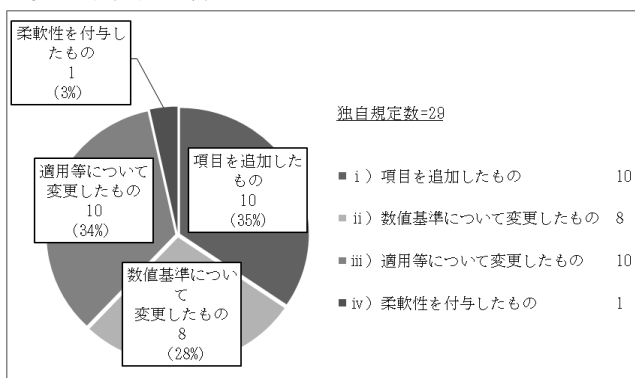 柔軟性を付与し
たもの
1
(3%)
適用等について
変更したもの
10
(34%)
項目を追加した
もの
10
(35%)
数値基準につい
て
変更したもの
8
(28%)
独自規定数=29
ⅰ）項目を追加したもの 10
ⅱ）数値基準について変更したもの 8
ⅲ）適用等について変更したもの 10
ⅳ）柔軟性を付与したもの 1